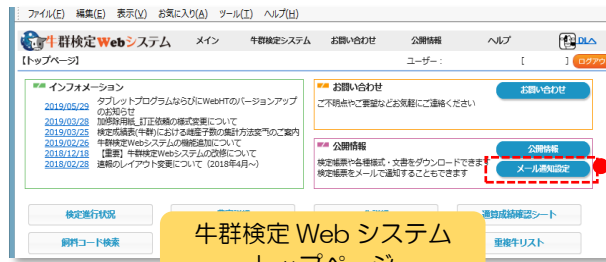 ファイル(F) 編集(E) 表示(V) お気に入り(A) ツール(T) ヘルプ(H)
牛群検定Webシステム メイン 牛群検定システム お問い合わせ 公開情報 ヘルプ DLへ
【トップページ】 ユーザー： [ ] ログアウ
インフォメーション
2019/05/29 タブレットプログラムならびにWebHTのバージョンアップのお知らせ
2019/03/28 加除用紙_訂正依頼の様式変更について
2019/03/25 検定成績表(牛群)における雌産子数の集計方法変更のご案内
2019/02/26 牛群検定Webシステムの機能追加について
2018/12/18 【重要】牛群検定Webシステムの改修について
2018/02/28 速報のレイアウト変更について（2018年4月～）
お問い合わせ
ご不明点やご要望などお気軽にご連絡ください
お問い合わせ
公開情報
検定帳票や各種様式・文書をダウンロードできます
検定帳票をメールで通知することもできます
公開情報
メール通知設定
検定進行状況 通算成績確認シート
飼料コード検索 重複牛リスト
牛群検定 Web システム
トップページ